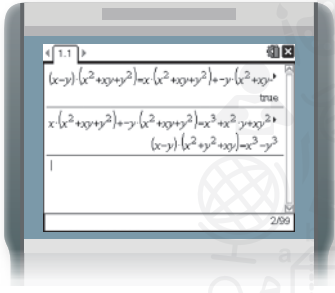 1.1
(x−y)·(x²+xy+y²)=x·(x²+xy+y²)+−y·(x²+xy
true
x·(x²+xy+y²)+−y·(x²+xy+y²)=x³+x²·y+xy²
(x−y)·(x²+y²+xy)=x³−y³
2/99
a